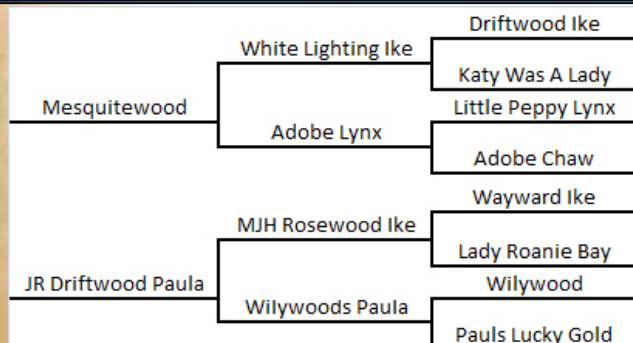 Driftwood Ike
White Lighting Ike
Katy Was A Lady
Mesquitewood
Little Peppy Lynx
Adobe Lynx
Adobe Chaw
Wayward Ike
MJH Rosewood Ike
Lady Roanie Bay
JR Driftwood Paula
Wilywood
Wilywoods Paula
Pauls Lucky Gold